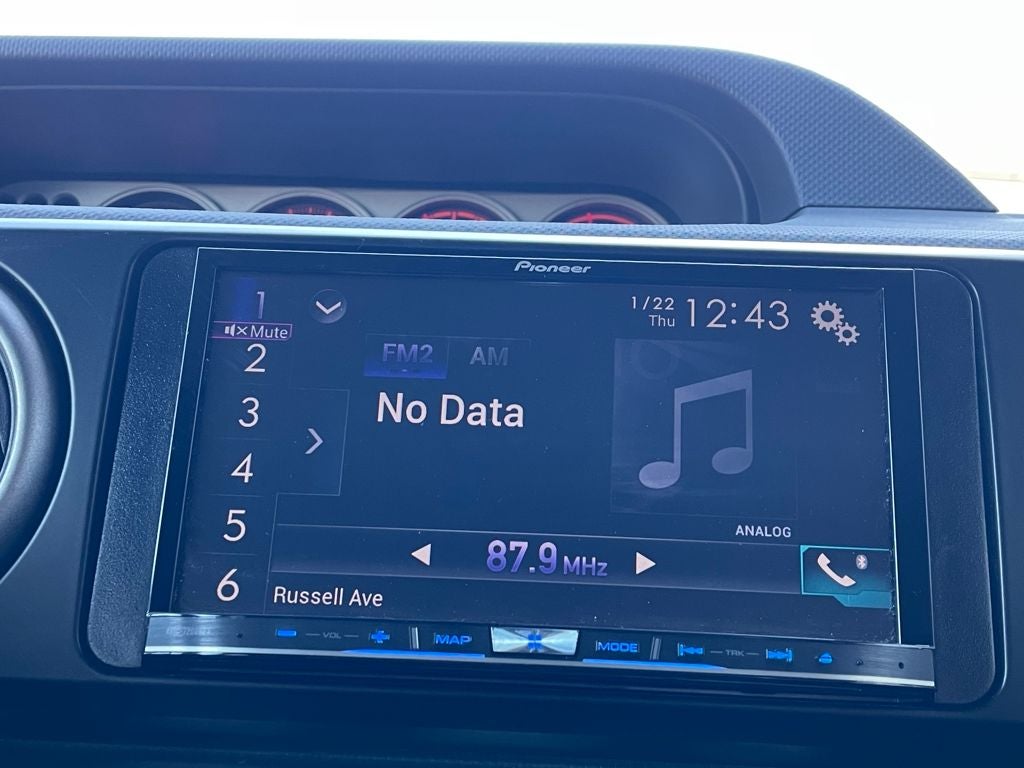 Pioneer
1/22
Thu
12:43
1
Mute
2
3
4
5
6
FM2 AM
No Data
ANALOG
87.9 MHz
Russell Ave
VOL MAP MODE TRK